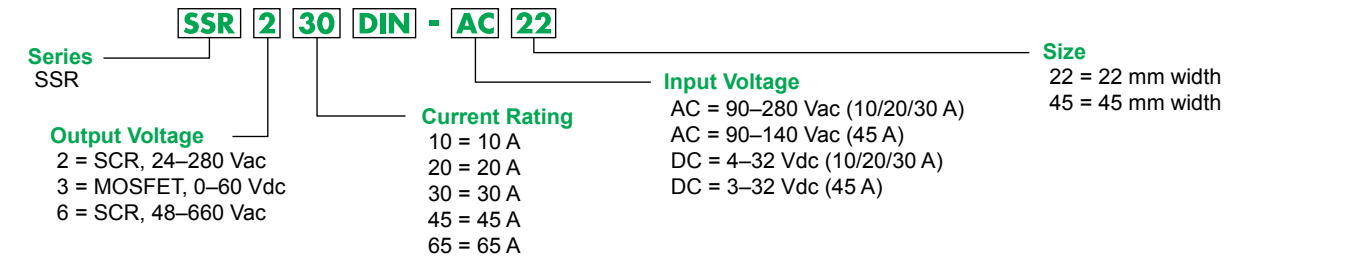 SSR 2 30 DIN - AC 22
Series
SSR
Output Voltage
2 = SCR, 24–280 Vac
3 = MOSFET, 0–60 Vdc
6 = SCR, 48–660 Vac
Current Rating
10 = 10 A
20 = 20 A
30 = 30 A
45 = 45 A
65 = 65 A
Input Voltage
AC = 90–280 Vac (10/20/30 A)
AC = 90–140 Vac (45 A)
DC = 4–32 Vdc (10/20/30 A)
DC = 3–32 Vdc (45 A)
Size
22 = 22 mm width
45 = 45 mm width